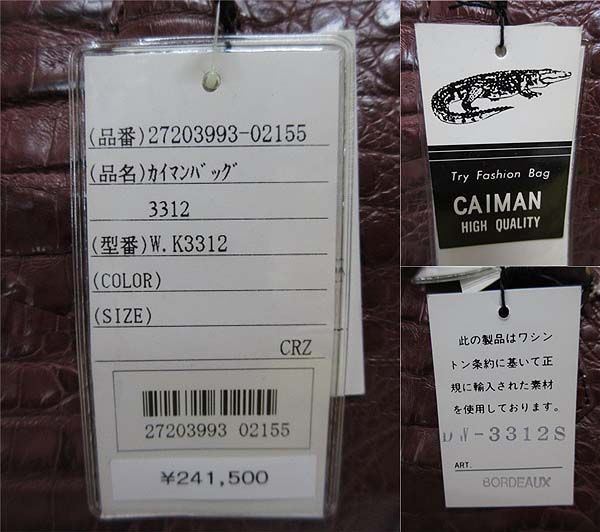 (品番)27203993-02155
(品名)ｶｲﾏﾝﾊﾞｯｸﾞ
3312
(型番)W.K3312
(COLOR)
(SIZE)
CRZ
27203993 02155
¥241,500
Try Fashion Bag
CAIMAN
HIGH QUALITY
此の製品はワシン
トン条約に基いて正
規に輸入された素材
を使用しております。
DW-3312S
ART.
BORDEAUX